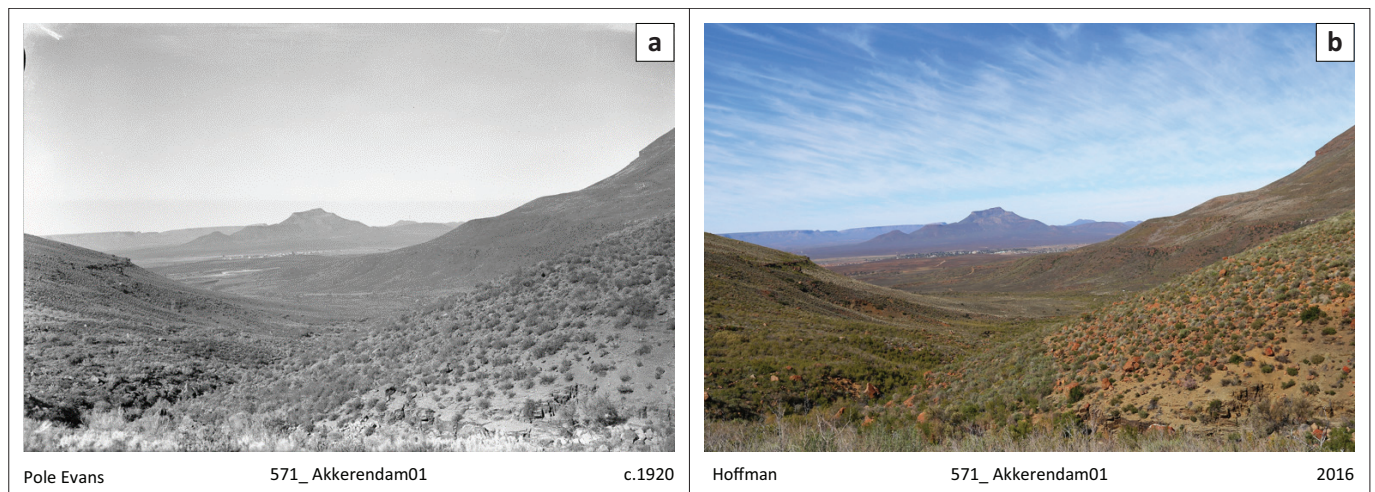 a
b
Pole Evans 571_ Akkerendam01 c.1920
Hoffman 571_ Akkerendam01 2016